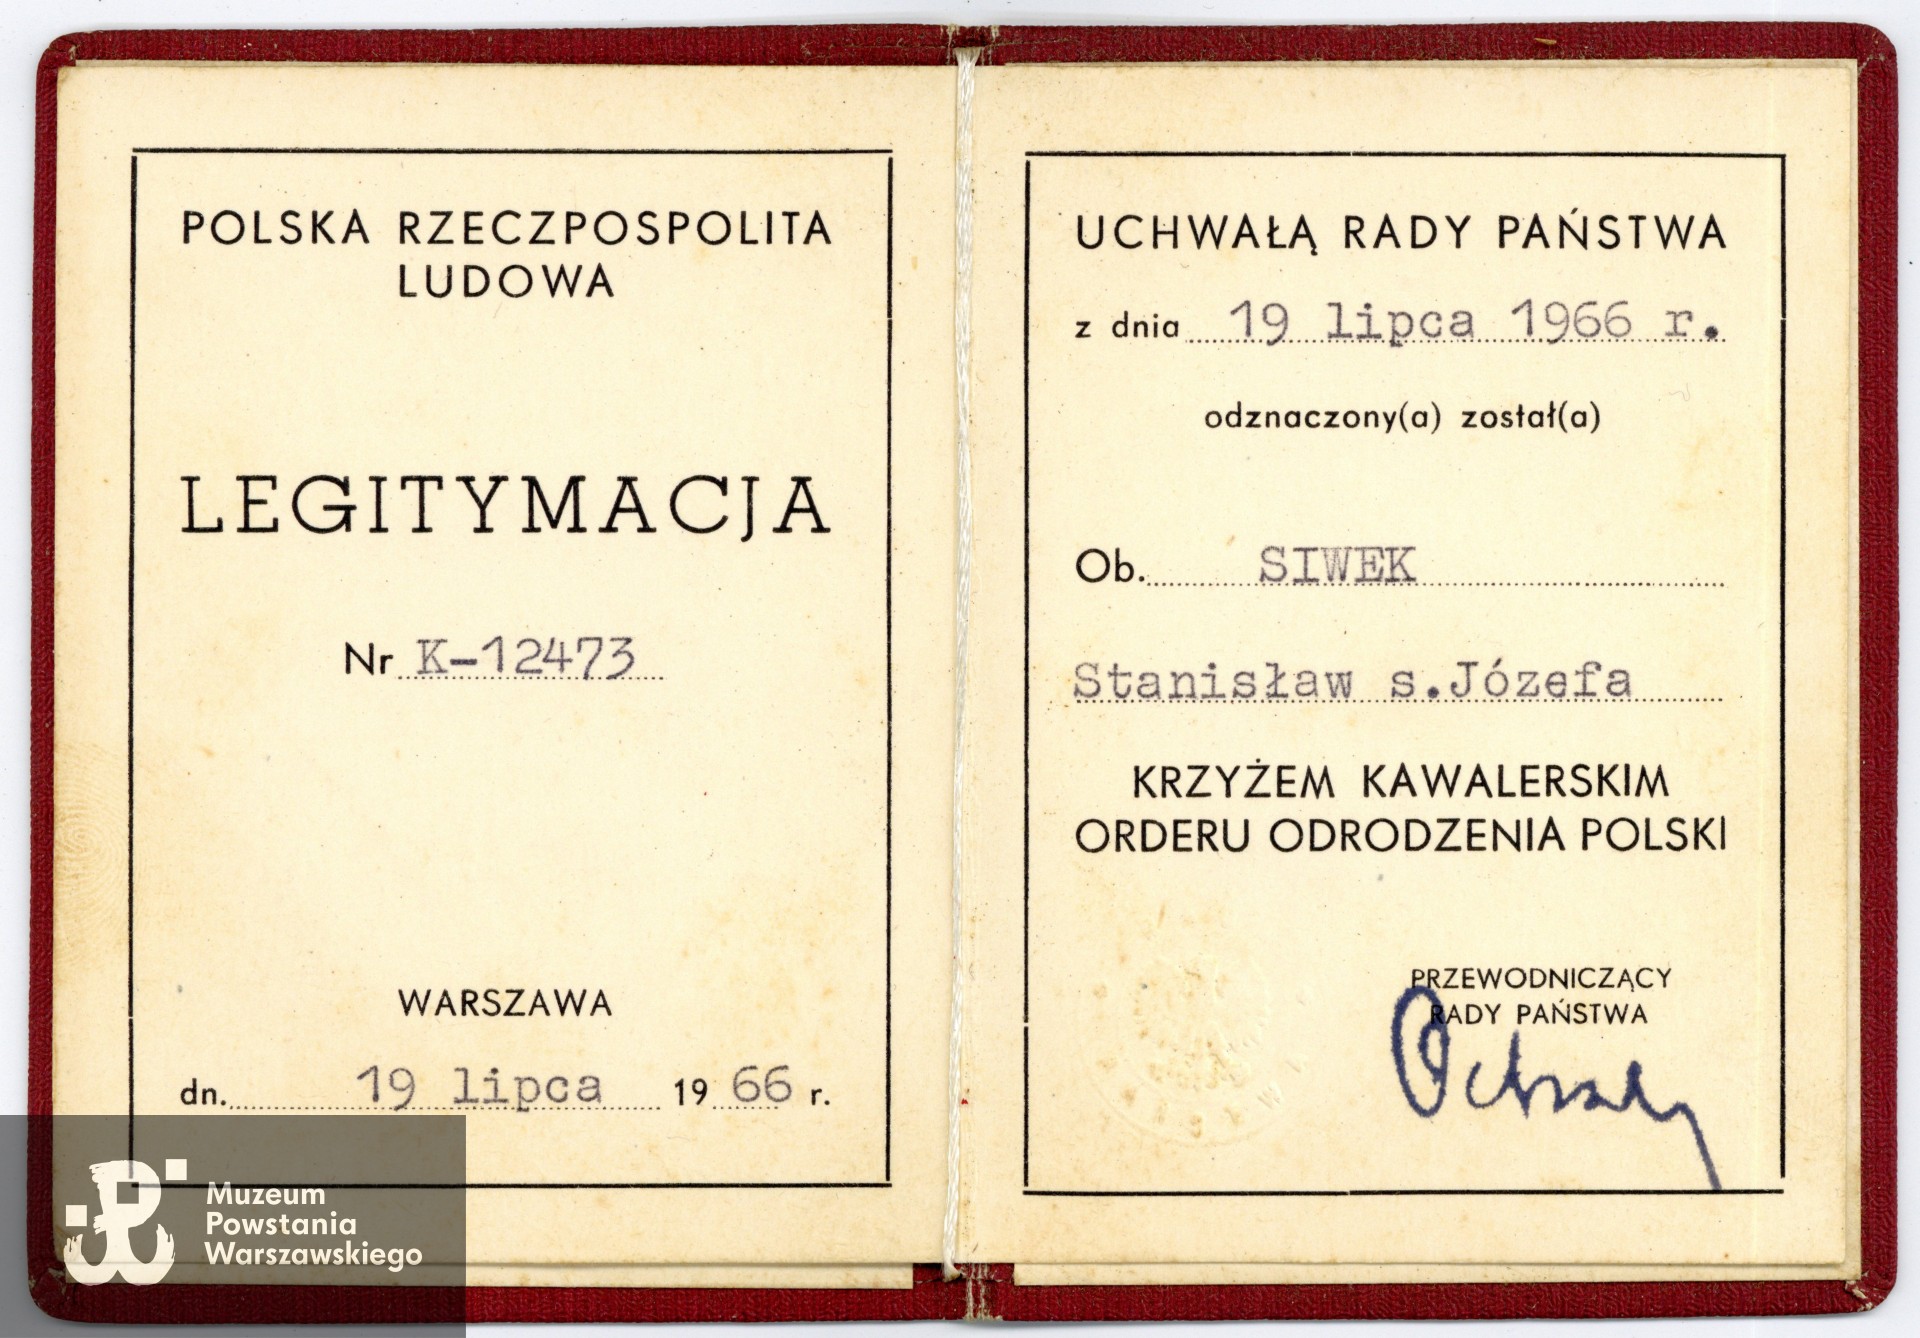 POLSKA RZECZPOSPOLITA
LUDOWA
LEGITYMACJA
Nr K-12473
WARSZAWA
dn. 19 lipca 1966 r.
UCHWAŁĄ RADY PAŃSTWA
z dnia 19 lipca 1966 r.
odznaczony(a) został(a)
Ob. SIWEK
Stanisław s.Józefa
KRZYŻEM KAWALERSKIM
ORDERU ODRODZENIA POLSKI
PRZEWODNICZĄCY
RADY PAŃSTWA
Muzeum
Powstania
Warszawskiego